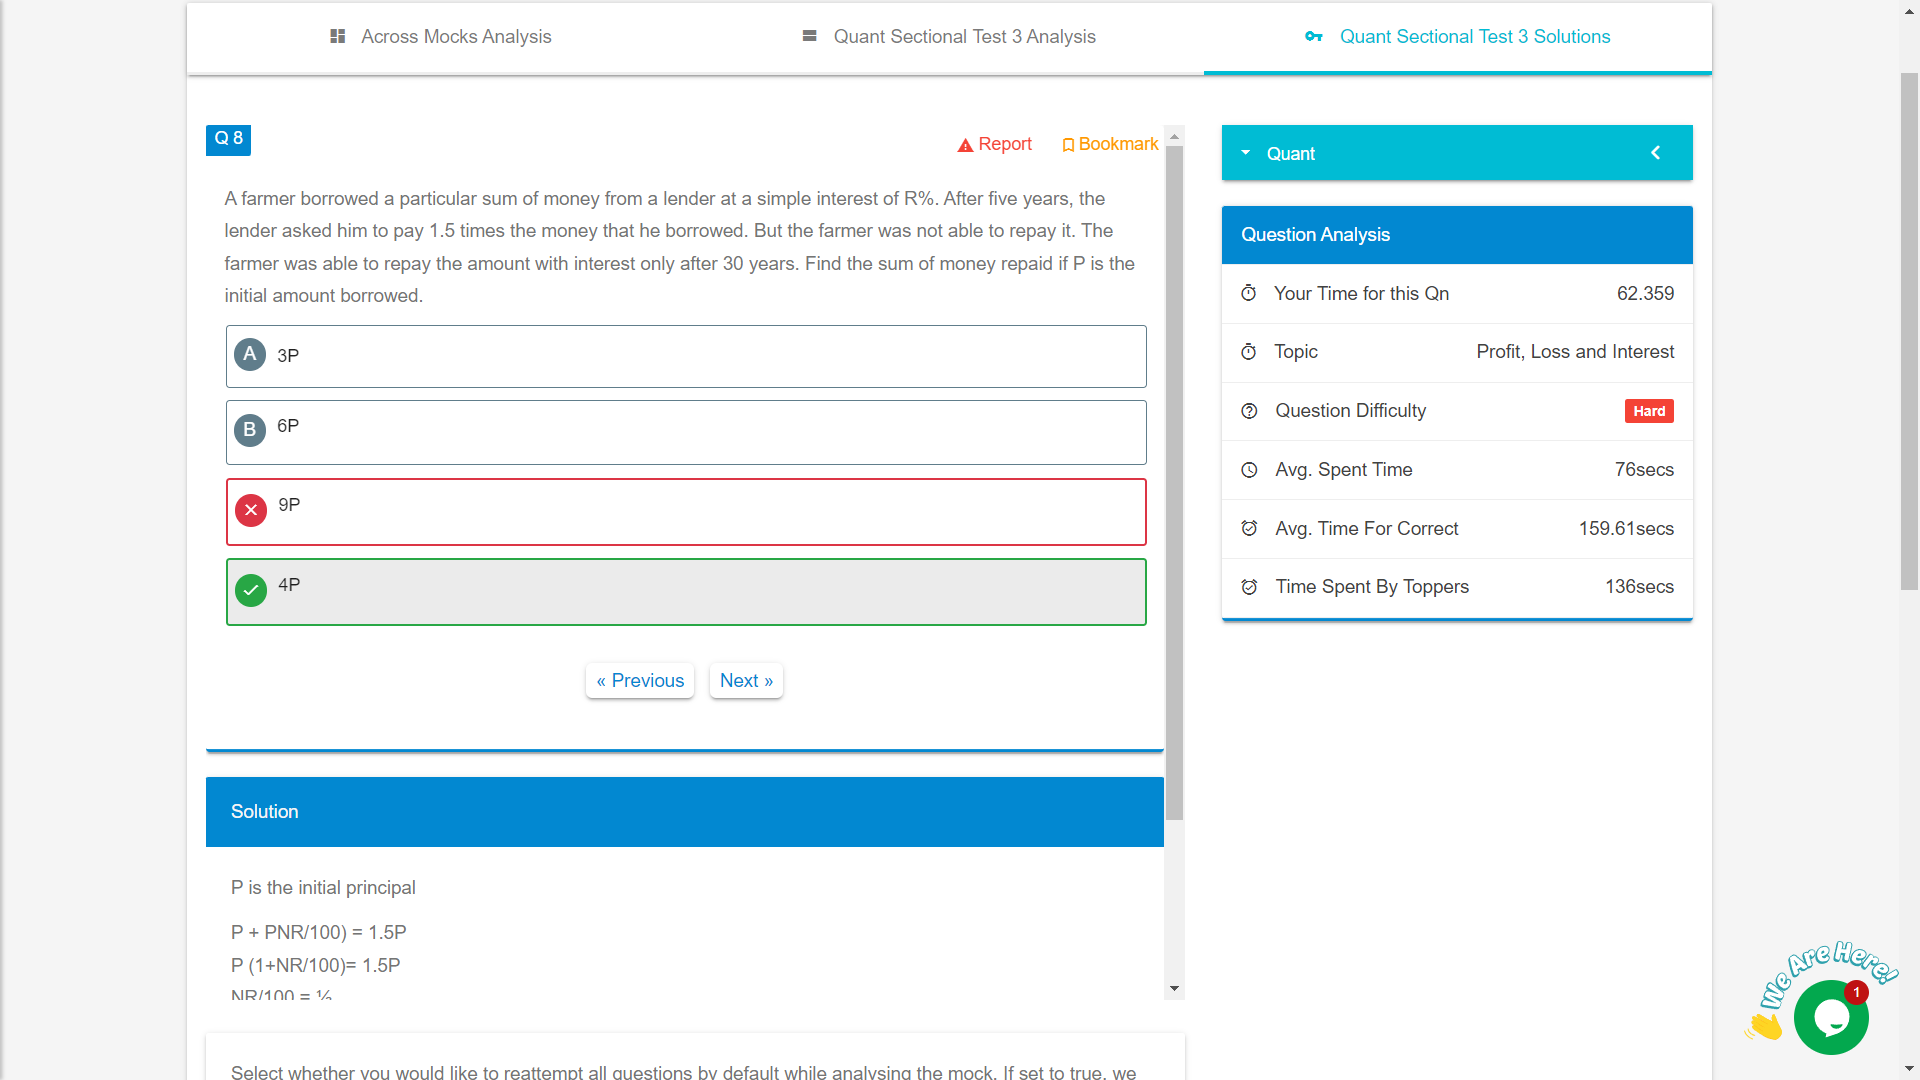 Across Mocks Analysis
Quant Sectional Test 3 Analysis
Quant Sectional Test 3 Solutions
Q 8
Report
Bookmark
A farmer borrowed a particular sum of money from a lender at a simple interest of R%. After five years, the
lender asked him to pay 1.5 times the money that he borrowed. But the farmer was not able to repay it. The
farmer was able to repay the amount with interest only after 30 years. Find the sum of money repaid if P is the
initial amount borrowed.
A 3P
B 6P
9P
4P
« Previous
Next »
Solution
P is the initial principal
P + PNR/100) = 1.5P
P (1+NR/100)= 1.5P
NR/100 = ½
Select whether you would like to reattempt all questions by default while analysing the mock. If set to true, we
Quant
Question Analysis
Your Time for this Qn 62.359
Topic Profit, Loss and Interest
Question Difficulty Hard
Avg. Spent Time 76secs
Avg. Time For Correct 159.61secs
Time Spent By Toppers 136secs
We Are Here!
1